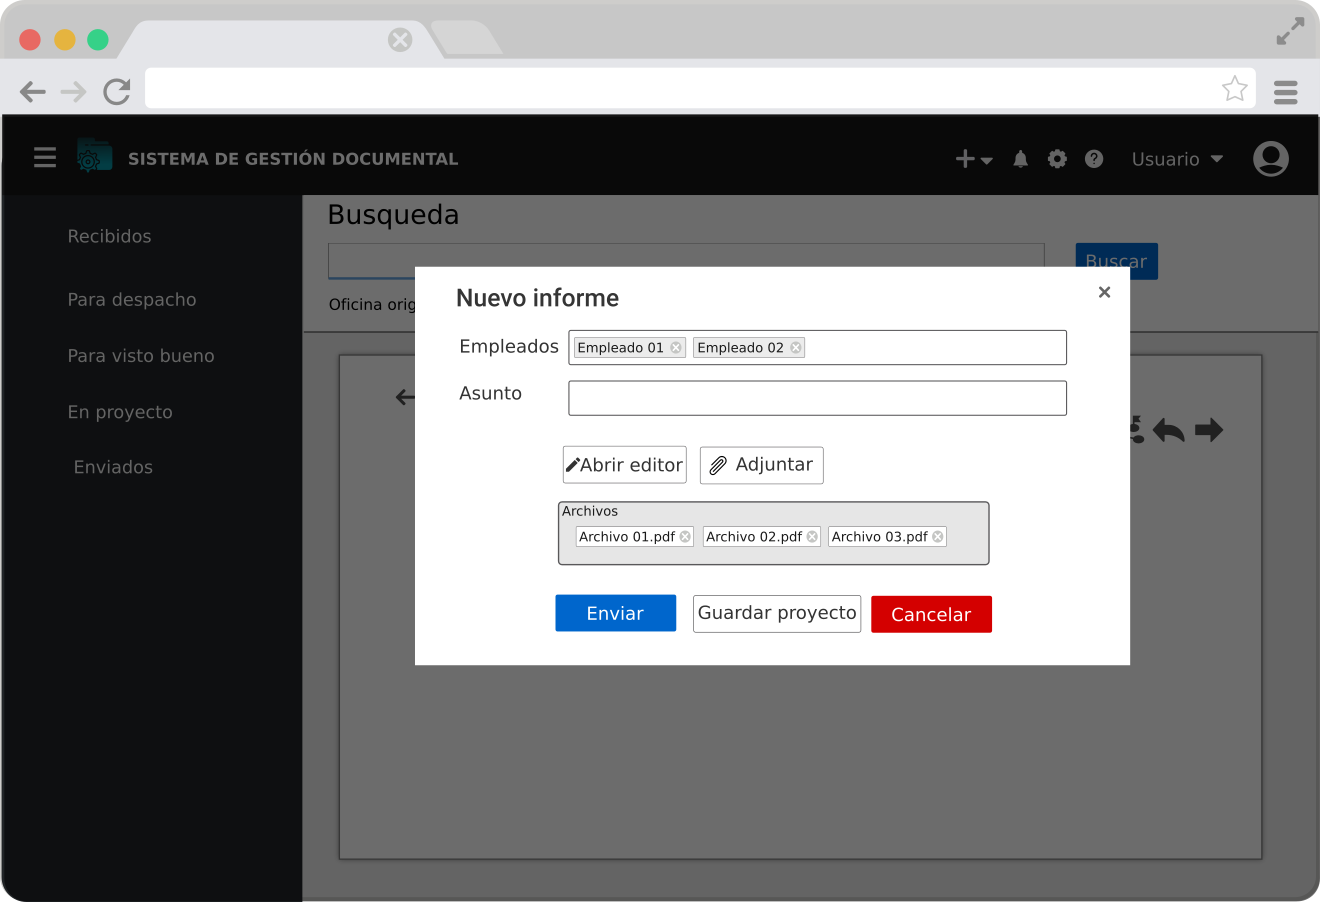 SISTEMA DE GESTIÓN DOCUMENTAL
Usuario
Recibidos
Para despacho
Para visto bueno
En proyecto
Enviados
Busqueda
Buscar
Oficina orig
Nuevo informe
Empleados
Empleado 01
Empleado 02
Asunto
Abrir editor
Adjuntar
Archivos
Archivo 01.pdf
Archivo 02.pdf
Archivo 03.pdf
Enviar
Guardar proyecto
Cancelar